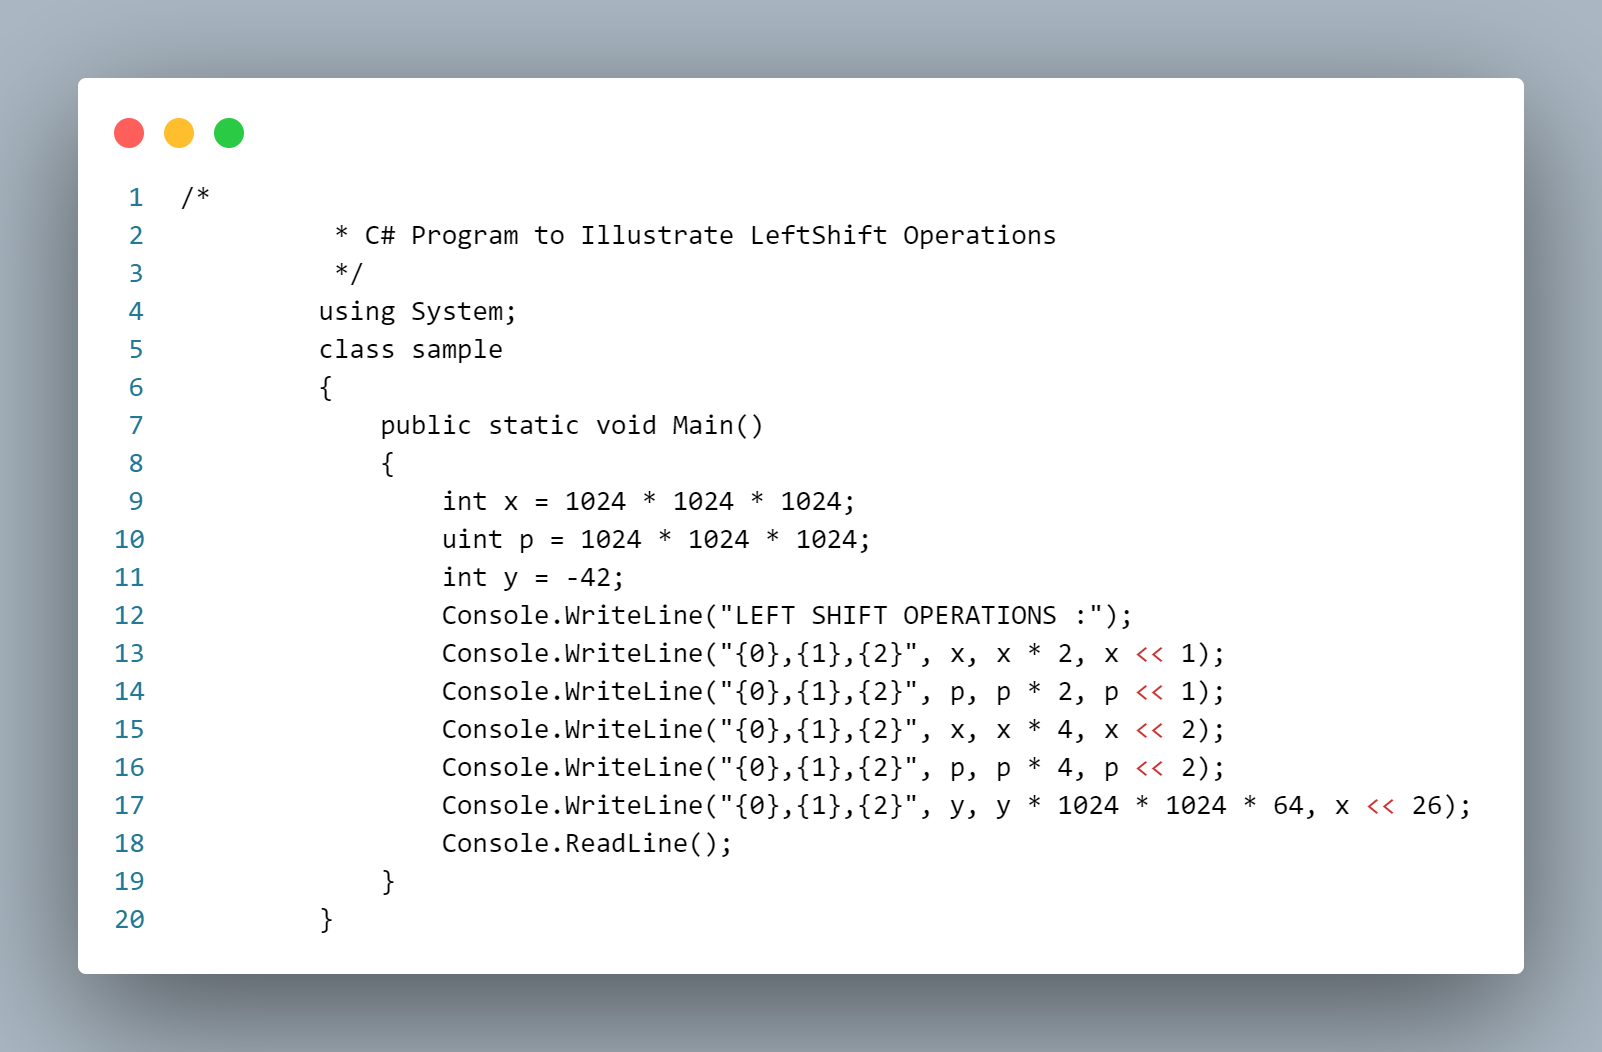 1 /*
2 * C# Program to Illustrate LeftShift Operations
3 */
4 using System;
5 class sample
6 {
7 public static void Main()
8 {
9 int x = 1024 * 1024 * 1024;
10 uint p = 1024 * 1024 * 1024;
11 int y = -42;
12 Console.WriteLine("LEFT SHIFT OPERATIONS :");
13 Console.WriteLine("{0},{1},{2}", x, x * 2, x << 1);
14 Console.WriteLine("{0},{1},{2}", p, p * 2, p << 1);
15 Console.WriteLine("{0},{1},{2}", x, x * 4, x << 2);
16 Console.WriteLine("{0},{1},{2}", p, p * 4, p << 2);
17 Console.WriteLine("{0},{1},{2}", y, y * 1024 * 1024 * 64, x << 26);
18 Console.ReadLine();
19 }
20 }